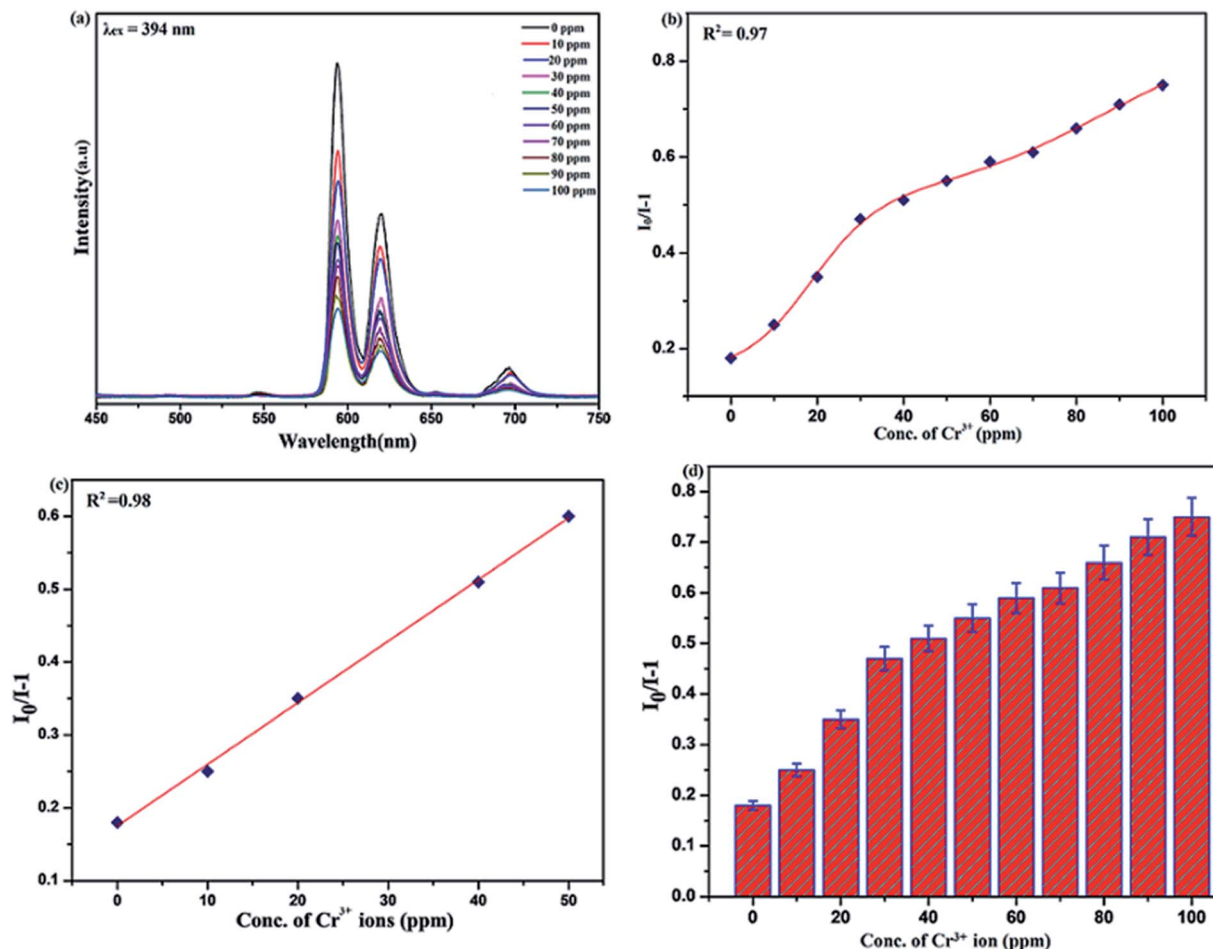 (a)
λex = 394 nm
0 ppm
10 ppm
20 ppm
30 ppm
40 ppm
50 ppm
60 ppm
70 ppm
80 ppm
90 ppm
100 ppm
Intensity(a.u)
450 500 550 600 650 700 750
Wavelength(nm)
(b)
R²= 0.97
0.8
0.6
0.4
0.2
I₀/I-1
0 20 40 60 80 100
Conc. of Cr³⁺ (ppm)
(c)
R² =0.98
0.6
0.5
0.4
0.3
0.2
0.1
I₀/I-1
0 10 20 30 40 50
Conc. of Cr³⁺ ions (ppm)
(d)
0.8
0.7
0.6
0.5
0.4
0.3
0.2
0.1
0.0
I₀/I-1
0 20 40 60 80 100
Conc. of Cr³⁺ ion (ppm)